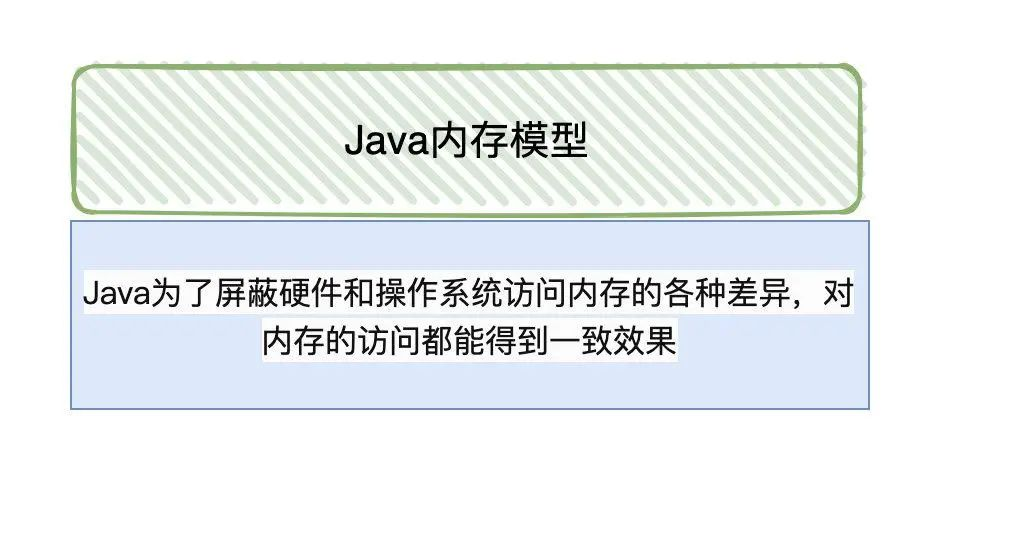 Java内存模型
Java为了屏蔽硬件和操作系统访问内存的各种差异，对
内存的访问都能得到一致效果